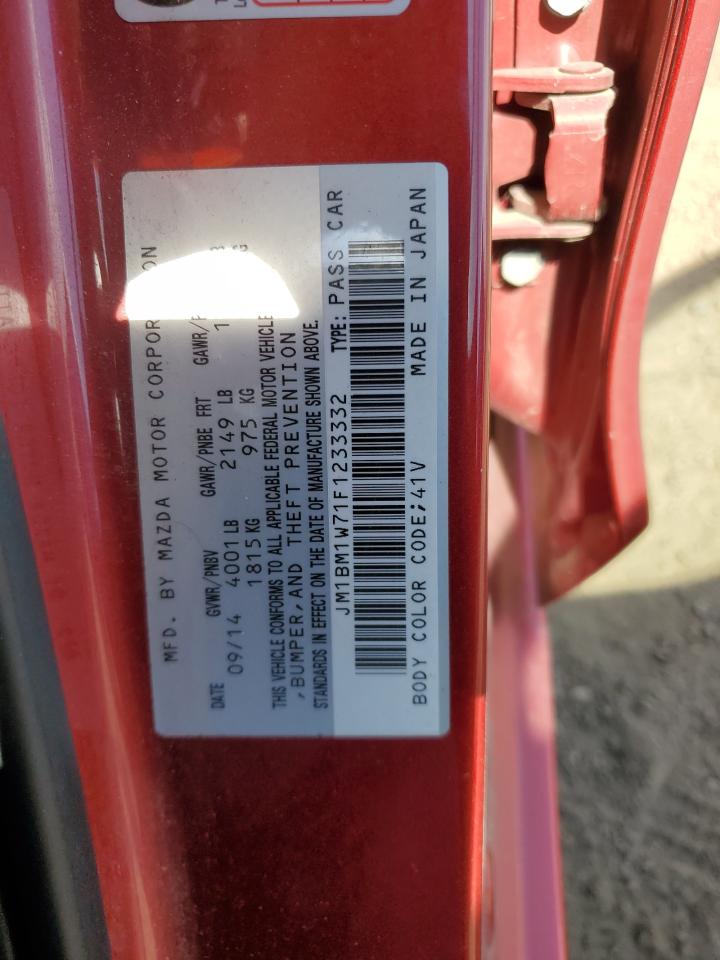 MFD. BY MAZDA MOTOR CORPORATION
DATE GVWR/PNBV GAWR/PNBE FRT
09/14 4001 LB 2149 LB
1815 KG 975 KG
THIS VEHICLE CONFORMS TO ALL APPLICABLE FEDERAL MOTOR VEHICLE
,BUMPER,AND THEFT PREVENTION
STANDARDS IN EFFECT ON THE DATE OF MANUFACTURE SHOWN ABOVE.
JM1BM1W71F1233332 TYPE: PASS CAR
BODY COLOR CODE;41V MADE IN JAPAN